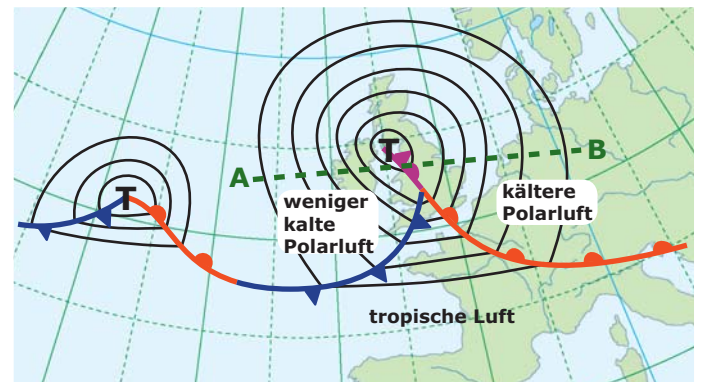 T
T
A
B
weniger
kalte
Polarluft
kältere
Polarluft
tropische Luft